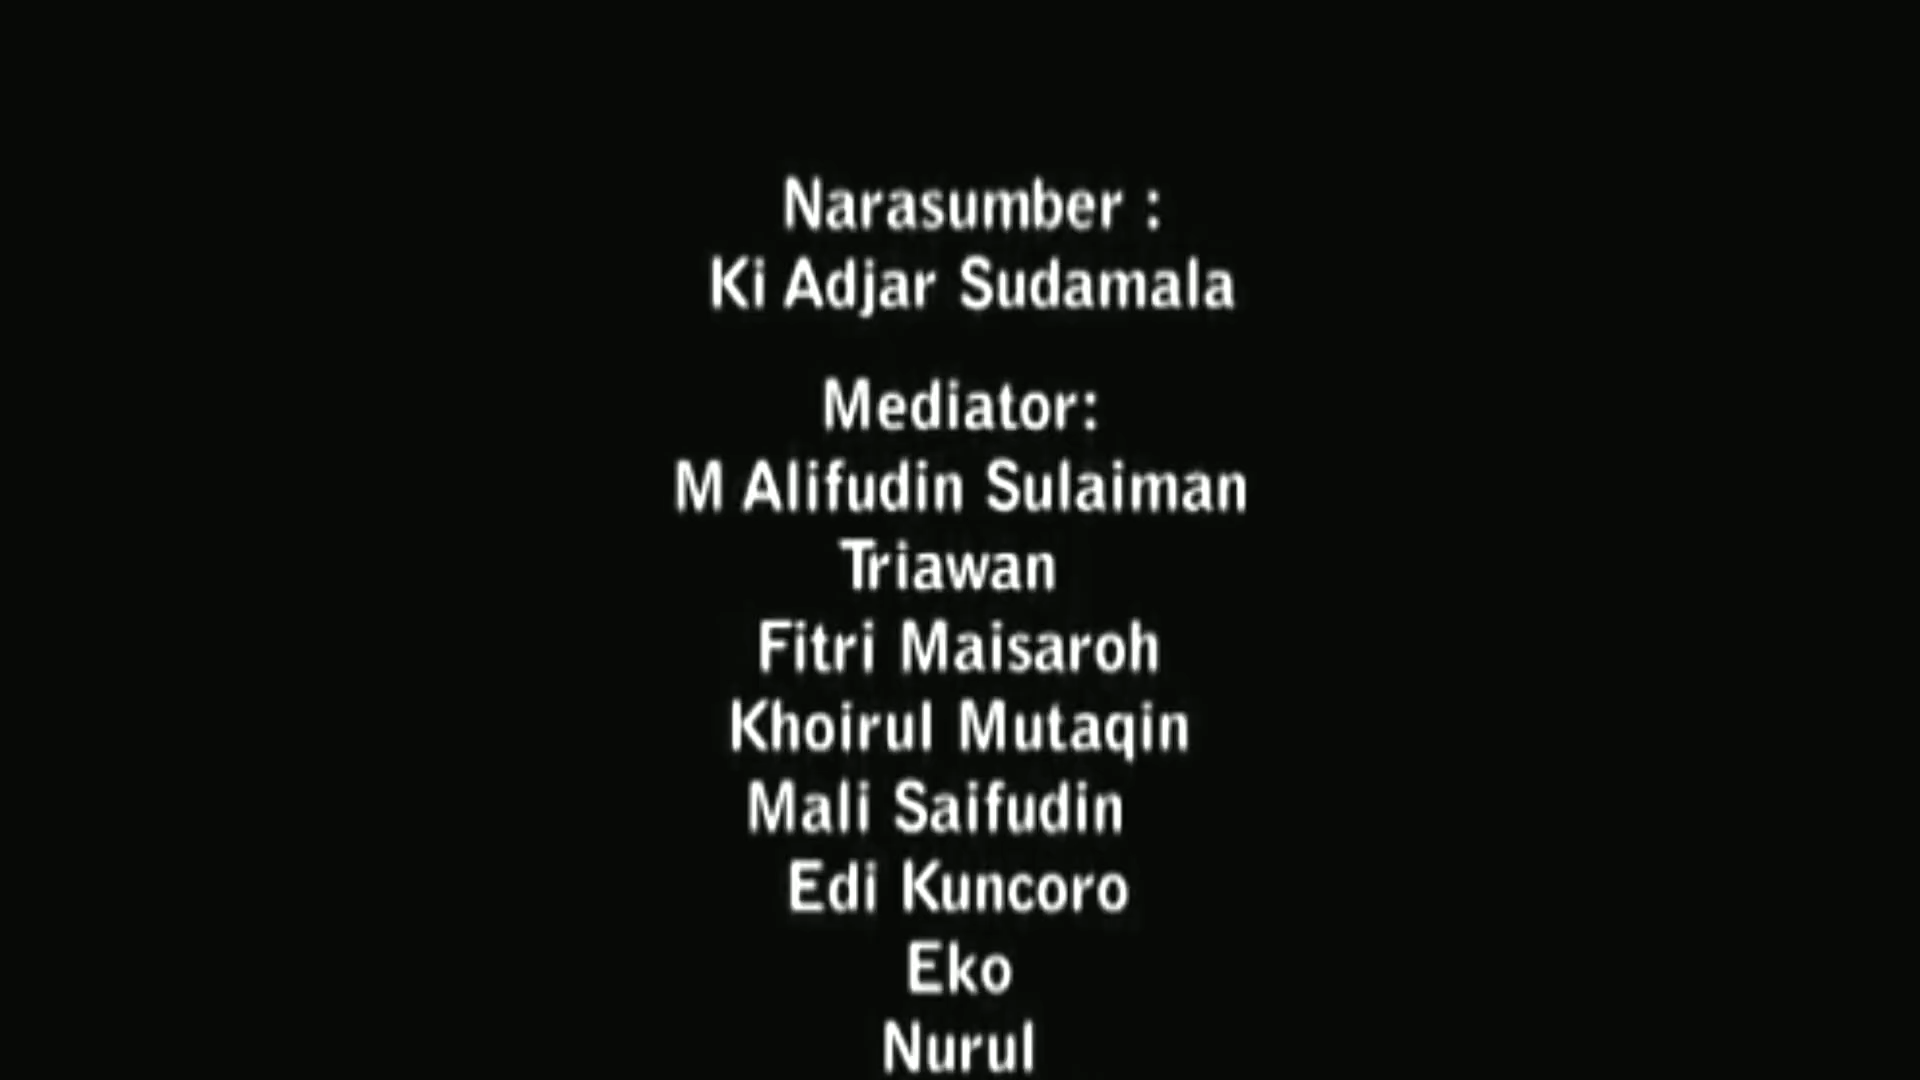 Narasumber :
Ki Adjar Sudamala
Mediator:
M Alifudin Sulaiman
Triawan
Fitri Maisaroh
Khoirul Mutaqin
Mali Saifudin
Edi Kuncoro
Eko
Nurul